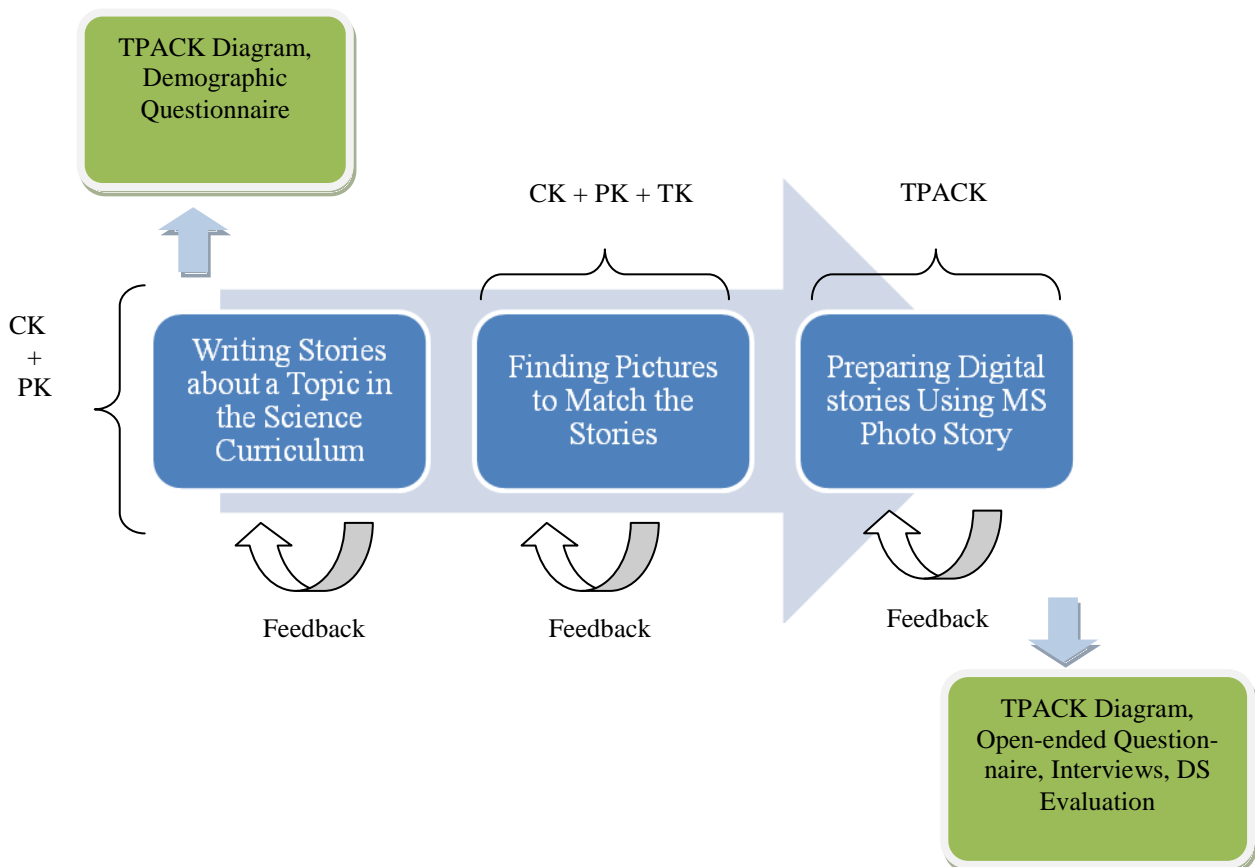 TPACK Diagram,
Demographic
Questionnaire
CK + PK + TK
TPACK
CK
+
PK
Writing Stories
about a Topic in
the Science
Curriculum
Finding Pictures
to Match the
Stories
Preparing Digital
stories Using MS
Photo Story
Feedback
Feedback
Feedback
TPACK Diagram,
Open-ended Question-
naire, Interviews, DS
Evaluation